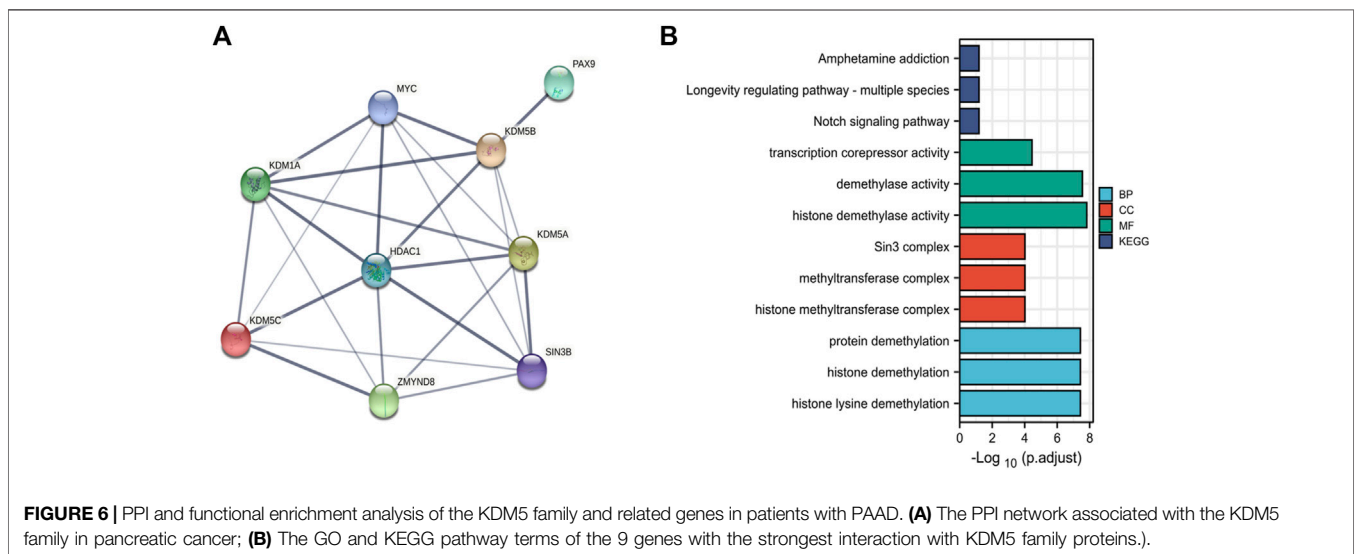 A
B
PAX9
MYC
KDM5B
KDM1A
KDM5A
HDAC1
KDM5C
SIN3B
ZMYND8
Amphetamine addiction
Longevity regulating pathway - multiple species
Notch signaling pathway
transcription corepressor activity
demethylase activity
histone demethylase activity
Sin3 complex
methyltransferase complex
histone methyltransferase complex
protein demethylation
histone demethylation
histone lysine demethylation
0 2 4 6 8
-Log 10 (p.adjust)
BP
CC
MF
KEGG
FIGURE 6 | PPI and functional enrichment analysis of the KDM5 family and related genes in patients with PAAD. (A) The PPI network associated with the KDM5
family in pancreatic cancer; (B) The GO and KEGG pathway terms of the 9 genes with the strongest interaction with KDM5 family proteins.).